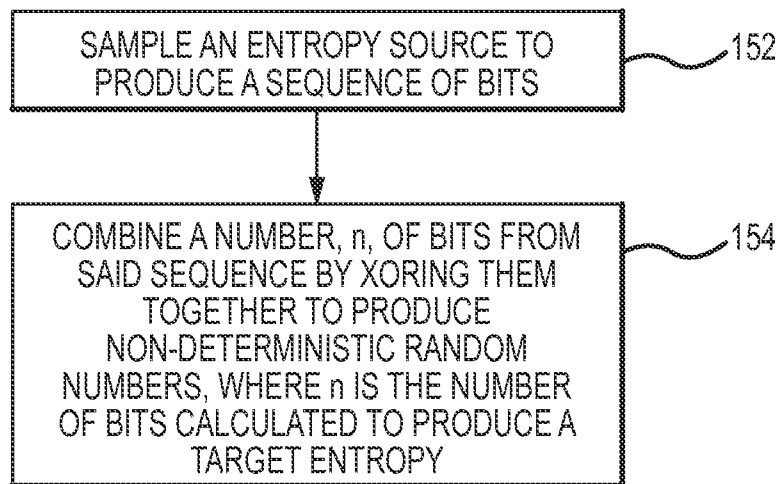 SAMPLE AN ENTROPY SOURCE TO
PRODUCE A SEQUENCE OF BITS
152
COMBINE A NUMBER, n, OF BITS FROM
SAID SEQUENCE BY XORING THEM
TOGETHER TO PRODUCE
NON-DETERMINISTIC RANDOM
NUMBERS, WHERE n IS THE NUMBER
OF BITS CALCULATED TO PRODUCE A
TARGET ENTROPY
154